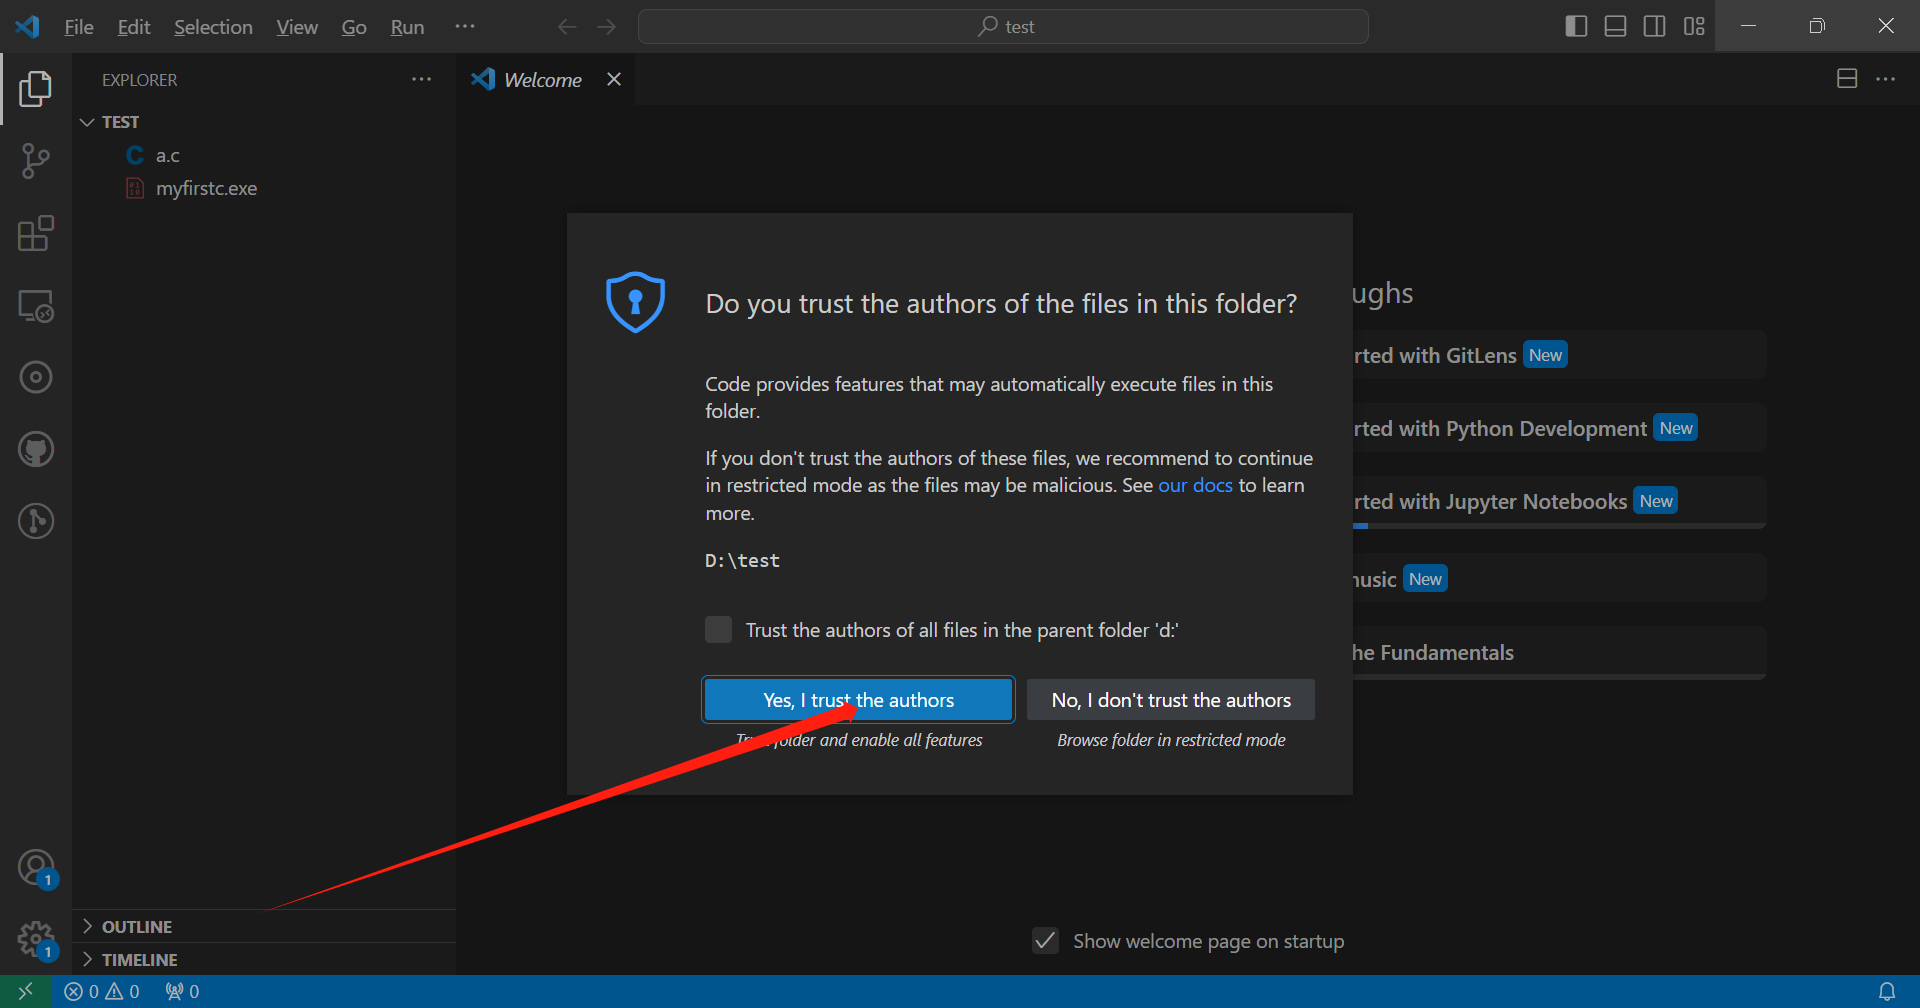 File Edit Selection View Go Run ··· test
EXPLORER ···
Welcome
TEST
C a.c
myfirstc.exe
Do you trust the authors of the files in this folder?
Code provides features that may automatically execute files in this
folder.
If you don't trust the authors of these files, we recommend to continue
in restricted mode as the files may be malicious. See our docs to learn
more.
D:\test
Trust the authors of all files in the parent folder 'd:'
Yes, I trust the authors
No, I don't trust the authors
folder and enable all features
Browse folder in restricted mode
ughs
rted with GitLens New
rted with Python Development New
rted with Jupyter Notebooks New
music New
he Fundamentals
Show welcome page on startup
1
1
OUTLINE
TIMELINE
0 0 0